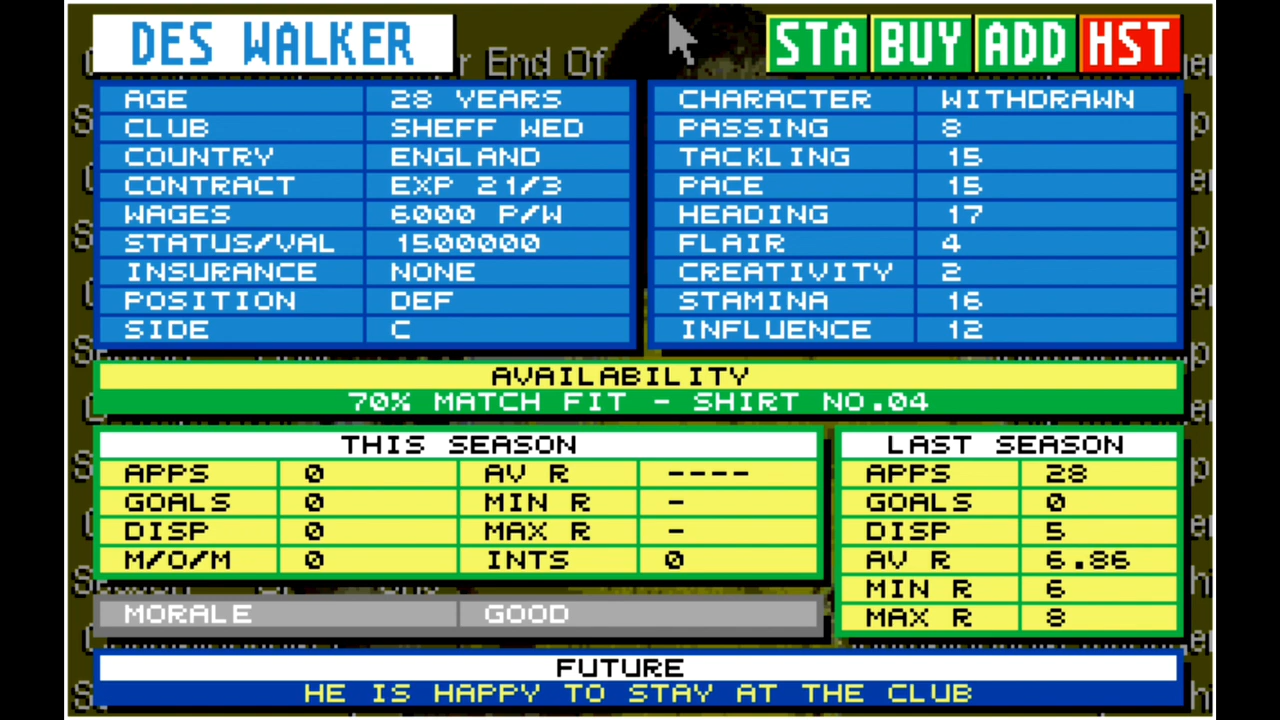 DES WALKER
STA BUY ADD HST
r End Of
AGE 28 YEARS
CLUB SHEFF WED
COUNTRY ENGLAND
CONTRACT EXP 21/3
WAGES 6000 P/W
STATUS/VAL 1500000
INSURANCE NONE
POSITION DEF
SIDE C
CHARACTER WITHDRAWN
PASSING 8
TACKLING 15
PACE 15
HEADING 17
FLAIR 4
CREATIVITY 2
STAMINA 16
INFLUENCE 12
AVAILABILITY
70% MATCH FIT - SHIRT NO.04
THIS SEASON
APPS 0 AV R ----
GOALS 0 MIN R -
DISP 0 MAX R -
M/O/M 0 INTS 0
LAST SEASON
APPS 28
GOALS 0
DISP 5
AV R 6.86
MIN R 6
MAX R 8
MORALE GOOD
FUTURE
HE IS HAPPY TO STAY AT THE CLUB